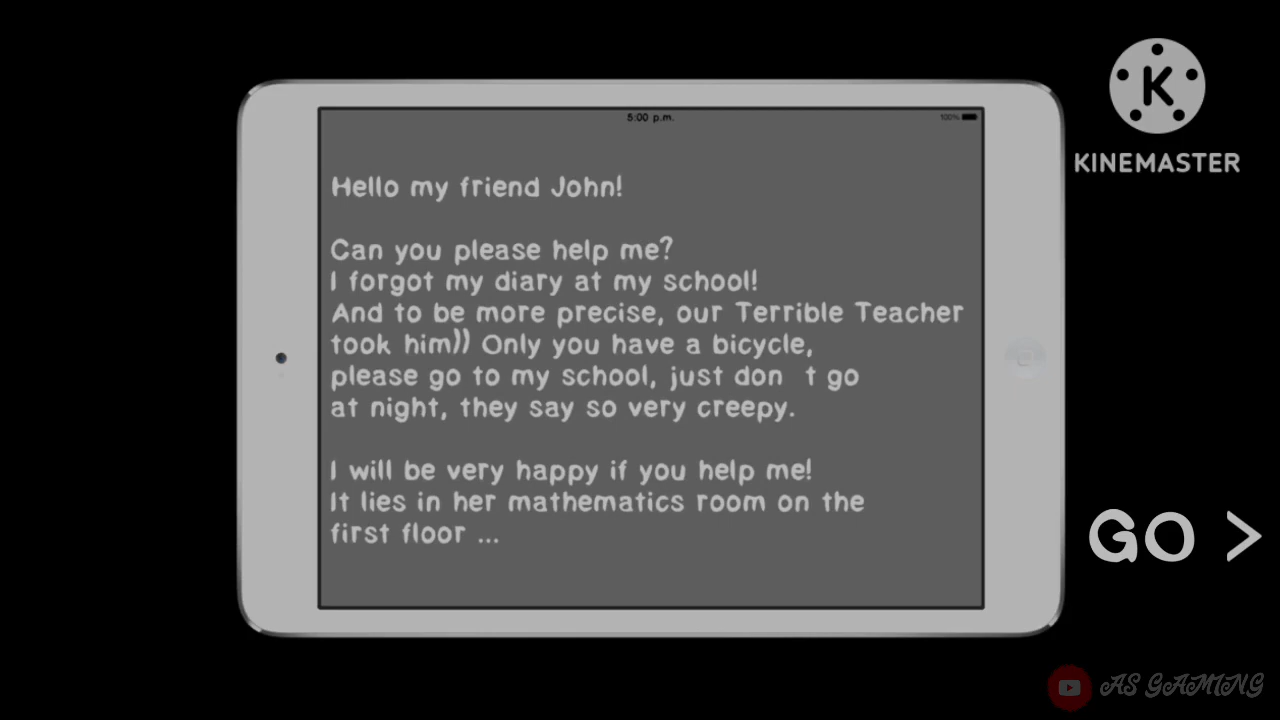 KINEMASTER
5:00 p.m.
100%
Hello my friend John!
Can you please help me?
I forgot my diary at my school!
And to be more precise, our Terrible Teacher
took him)) Only you have a bicycle,
please go to my school, just don t go
at night, they say so very creepy.
I will be very happy if you help me!
It lies in her mathematics room on the
first floor ...
GO >
AS GAMING